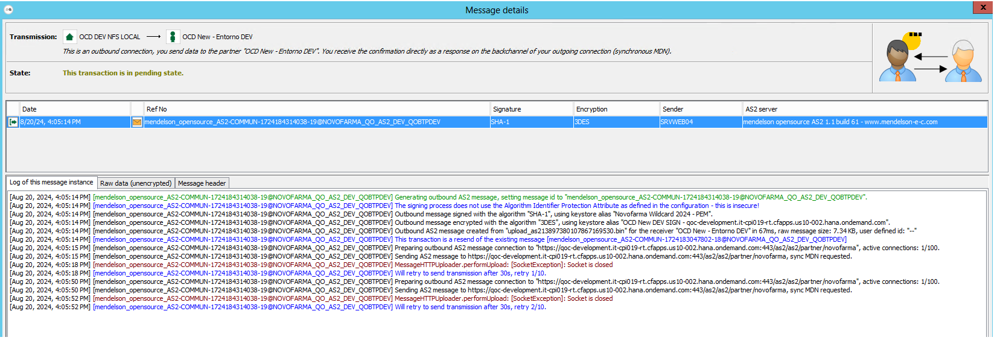 Message details
x
Transmission: OCD DEV NFS LOCAL OCD New - Entorno DEV
This is an outbound connection, you send data to the partner "OCD New - Entorno DEV". You receive the confirmation directly as a response on the backchannel of your outgoing connection (synchronous MDN).
State: This transaction is in pending state.
Date Ref No Signature Encryption Sender AS2 server
8/20/24, 4:05:14 PM mendelson_opensource_AS2-COMMUN-1724184314038-19@NOVOFARMA_QO_AS2_DEV_QOBTPDEV SHA-1 3DES SRVWEB04 mendelson opensource AS2 1.1 build 61 - www.mendelson-e-c.com
Log of this message instance Raw data (unencrypted) Message header
[Aug 20, 2024, 4:05:14 PM] [mendelson_opensource_AS2-COMMUN-1724184314038-19@NOVOFARMA_QO_AS2_DEV_QOBTPDEV] Generating outbound AS2 message, setting message id to "mendelson_opensource_AS2-COMMUN-1724184314038-19@NOVOFARMA_QO_AS2_DEV_QOBTPDEV".
[Aug 20, 2024, 4:05:14 PM] [mendelson_opensource_AS2-COMMUN-1724184314038-19@NOVOFARMA_QO_AS2_DEV_QOBTPDEV] The signing process does not use the Algorithm Identifier Protection Attribute as defined in the configuration - this is insecure!
[Aug 20, 2024, 4:05:14 PM] [mendelson_opensource_AS2-COMMUN-1724184314038-19@NOVOFARMA_QO_AS2_DEV_QOBTPDEV] Outbound message signed with the algorithm "SHA-1", using keystore alias "Novofarma Wildcard 2024 - PEM".
[Aug 20, 2024, 4:05:14 PM] [mendelson_opensource_AS2-COMMUN-1724184314038-19@NOVOFARMA_QO_AS2_DEV_QOBTPDEV] Outbound message encrypted with the algorithm "3DES", using keystore alias "OCD New DEV SIGN - qoc-development.it-cpi019-rt.cfapps.us10-002.hana.ondemand.com".
[Aug 20, 2024, 4:05:14 PM] [mendelson_opensource_AS2-COMMUN-1724184314038-19@NOVOFARMA_QO_AS2_DEV_QOBTPDEV] Outbound AS2 message created from "upload_as213897380107867169530.bin" for the receiver "OCD New - Entorno DEV" in 67ms, raw message size: 7.34 KB, user defined id: "--"
[Aug 20, 2024, 4:05:14 PM] [mendelson_opensource_AS2-COMMUN-1724184314038-19@NOVOFARMA_QO_AS2_DEV_QOBTPDEV] This transaction is a resend of the existing message [mendelson_opensource_AS2-COMMUN-1724183047802-18@NOVOFARMA_QO_AS2_DEV_QOBTPDEV]
[Aug 20, 2024, 4:05:15 PM] [mendelson_opensource_AS2-COMMUN-1724184314038-19@NOVOFARMA_QO_AS2_DEV_QOBTPDEV] Preparing outbound AS2 message connection to "https://qoc-development.it-cpi019-rt.cfapps.us10-002.hana.ondemand.com:443/as2/as2/partner/novofarma", active connections: 1/100.
[Aug 20, 2024, 4:05:15 PM] [mendelson_opensource_AS2-COMMUN-1724184314038-19@NOVOFARMA_QO_AS2_DEV_QOBTPDEV] Sending AS2 message to https://qoc-development.it-cpi019-rt.cfapps.us10-002.hana.ondemand.com:443/as2/as2/partner/novofarma, sync MDN requested.
[Aug 20, 2024, 4:05:18 PM] [mendelson_opensource_AS2-COMMUN-1724184314038-19@NOVOFARMA_QO_AS2_DEV_QOBTPDEV] MessageHTTPUploader.performUpload: [SocketException]: Socket is closed
[Aug 20, 2024, 4:05:18 PM] [mendelson_opensource_AS2-COMMUN-1724184314038-19@NOVOFARMA_QO_AS2_DEV_QOBTPDEV] Will retry to send transmission after 30s, retry 1/10.
[Aug 20, 2024, 4:05:50 PM] [mendelson_opensource_AS2-COMMUN-1724184314038-19@NOVOFARMA_QO_AS2_DEV_QOBTPDEV] Preparing outbound AS2 message connection to "https://qoc-development.it-cpi019-rt.cfapps.us10-002.hana.ondemand.com:443/as2/as2/partner/novofarma", active connections: 1/100.
[Aug 20, 2024, 4:05:50 PM] [mendelson_opensource_AS2-COMMUN-1724184314038-19@NOVOFARMA_QO_AS2_DEV_QOBTPDEV] Sending AS2 message to https://qoc-development.it-cpi019-rt.cfapps.us10-002.hana.ondemand.com:443/as2/as2/partner/novofarma, sync MDN requested.
[Aug 20, 2024, 4:05:52 PM] [mendelson_opensource_AS2-COMMUN-1724184314038-19@NOVOFARMA_QO_AS2_DEV_QOBTPDEV] MessageHTTPUploader.performUpload: [SocketException]: Socket is closed
[Aug 20, 2024, 4:05:52 PM] [mendelson_opensource_AS2-COMMUN-1724184314038-19@NOVOFARMA_QO_AS2_DEV_QOBTPDEV] Will retry to send transmission after 30s, retry 2/10.